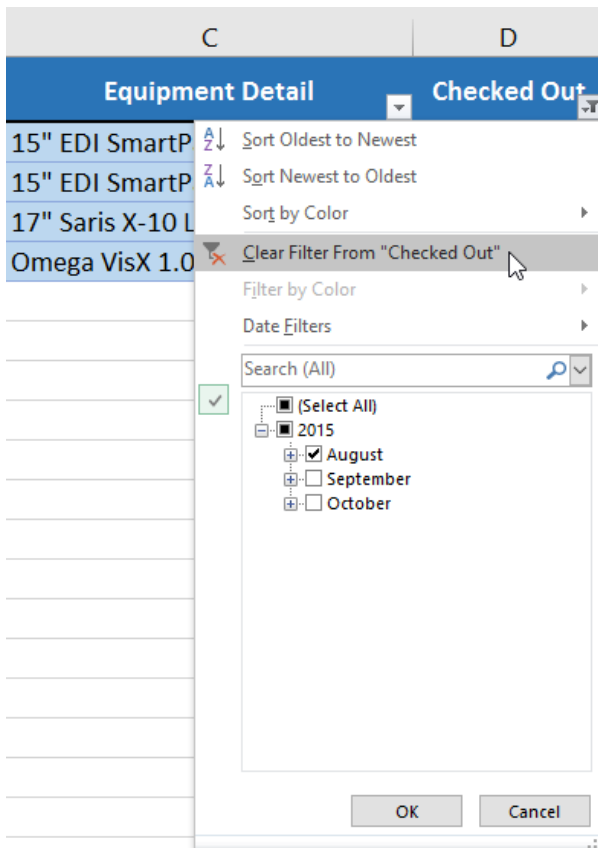 C D
Equipment Detail Checked Out
15" EDI SmartP
15" EDI SmartP
17" Saris X-10 L
Omega VisX 1.0
Sort Oldest to Newest
Sort Newest to Oldest
Sort by Color
Clear Filter From "Checked Out"
Filter by Color
Date Filters
Search (All)
(Select All)
2015
August
September
October
OK Cancel